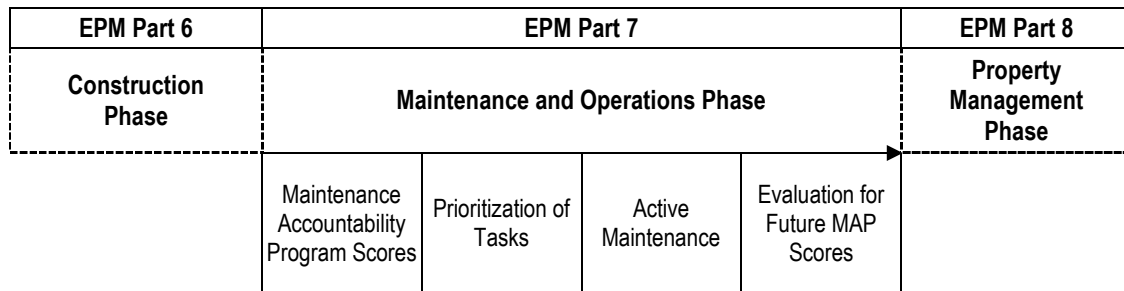 EPM Part 6
EPM Part 7
EPM Part 8
Construction
Phase
Maintenance and Operations Phase
Property
Management
Phase
Maintenance
Accountability
Program Scores
Prioritization of
Tasks
Active
Maintenance
Evaluation for
Future MAP
Scores